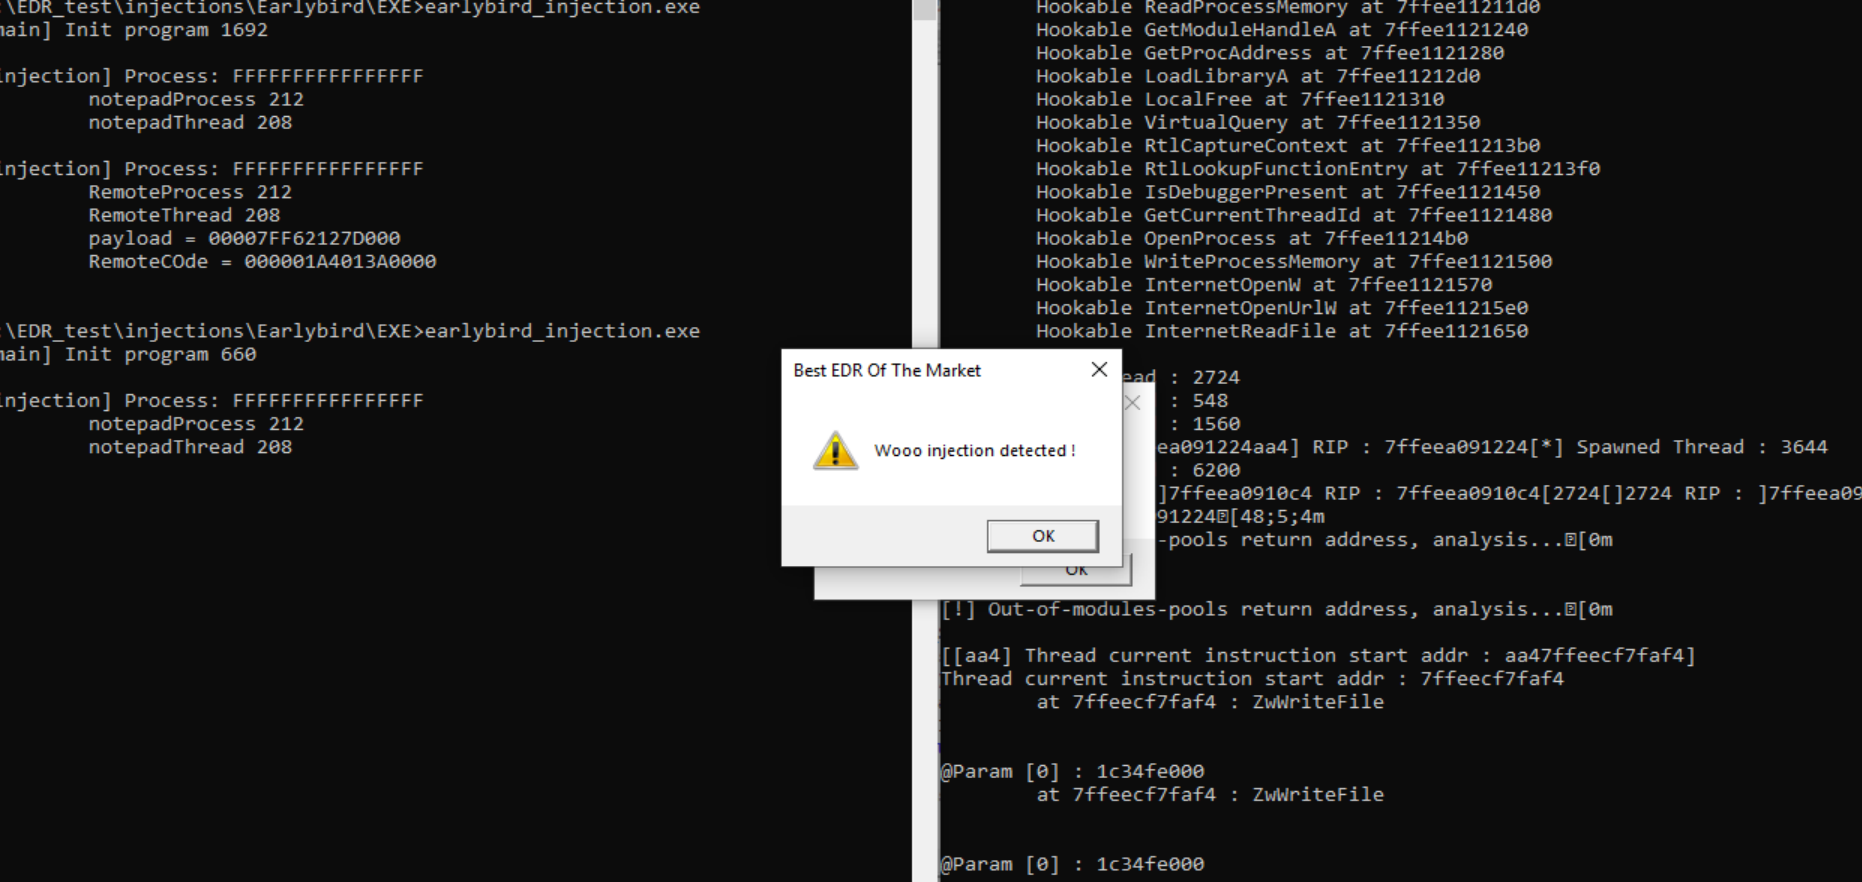 :\EDR_test\injections\Earlybird\EXE>earlybird_injection.exe
main] Init program 1692
injection] Process: FFFFFFFFFFFFFFFF
notepadProcess 212
notepadThread 208
injection] Process: FFFFFFFFFFFFFFFF
RemoteProcess 212
RemoteThread 208
payload = 00007FF62127D000
RemoteCOde = 000001A4013A0000
:\EDR_test\injections\Earlybird\EXE>earlybird_injection.exe
main] Init program 660
injection] Process: FFFFFFFFFFFFFFFF
notepadProcess 212
notepadThread 208
Hookable ReadProcessMemory at 7ffee11211d0
Hookable GetModuleHandleA at 7ffee1121240
Hookable GetProcAddress at 7ffee1121280
Hookable LoadLibraryA at 7ffee11212d0
Hookable LocalFree at 7ffee1121310
Hookable VirtualQuery at 7ffee1121350
Hookable RtlCaptureContext at 7ffee11213b0
Hookable RtlLookupFunctionEntry at 7ffee11213f0
Hookable IsDebuggerPresent at 7ffee1121450
Hookable GetCurrentThreadId at 7ffee1121480
Hookable OpenProcess at 7ffee11214b0
Hookable WriteProcessMemory at 7ffee1121500
Hookable InternetOpenW at 7ffee1121570
Hookable InternetOpenUrlW at 7ffee11215e0
Hookable InternetReadFile at 7ffee1121650
ead : 2724
: 548
: 1560
ea091224aa4] RIP : 7ffeea091224[*] Spawned Thread : 3644
: 6200
]7ffeea0910c4 RIP : 7ffeea0910c4[2724[]2724 RIP : ]7ffeea09
91224⍰[48;5;4m
-pools return address, analysis...⍰[0m
[!] Out-of-modules-pools return address, analysis...⍰[0m
[[aa4] Thread current instruction start addr : aa47ffeecf7faf4]
Thread current instruction start addr : 7ffeecf7faf4
at 7ffeecf7faf4 : ZwWriteFile
@Param [0] : 1c34fe000
at 7ffeecf7faf4 : ZwWriteFile
@Param [0] : 1c34fe000
Best EDR Of The Market
Wooo injection detected !
OK
OK